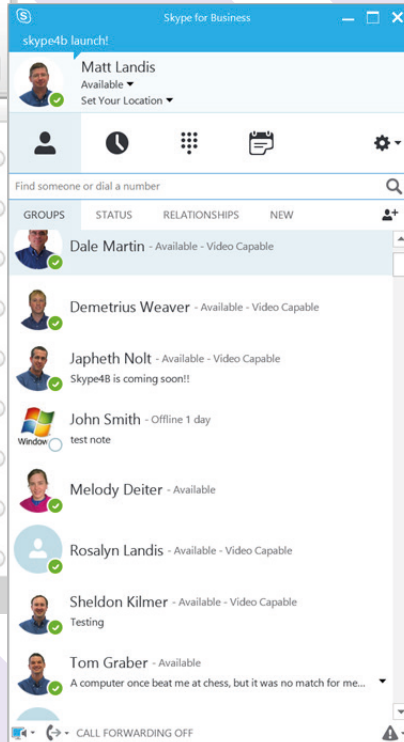 Skype for Business
skype4b launch!
Matt Landis
Available
Set Your Location
Find someone or dial a number
GROUPS STATUS RELATIONSHIPS NEW
Dale Martin - Available - Video Capable
Demetrius Weaver - Available - Video Capable
Japheth Nolt - Available - Video Capable
Skype4B is coming soon!!
John Smith - Offline 1 day
Window
test note
Melody Deiter - Available
Rosalyn Landis - Available - Video Capable
Sheldon Kilmer - Available - Video Capable
Testing
Tom Graber - Available
A computer once beat me at chess, but it was no match for me...
CALL FORWARDING OFF